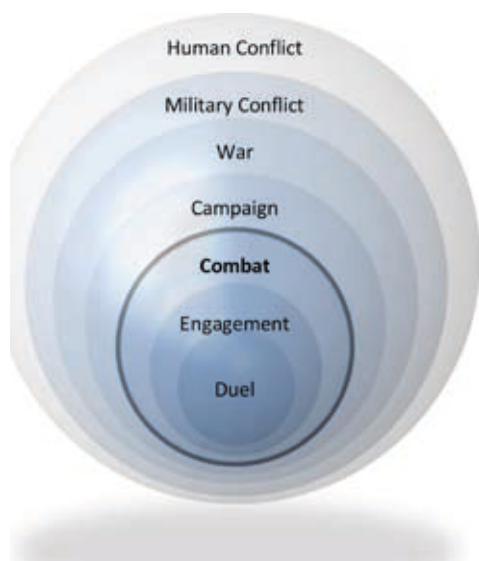 Human Conflict
Military Conflict
War
Campaign
Combat
Engagement
Duel